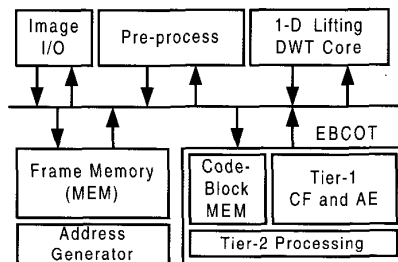 Image
I/O
Pre-process
1-D Lifting
DWT Core
EBCOT
Frame Memory
(MEM)
Address
Generator
Code-
Block
MEM
Tier-1
CF and AE
Tier-2 Processing